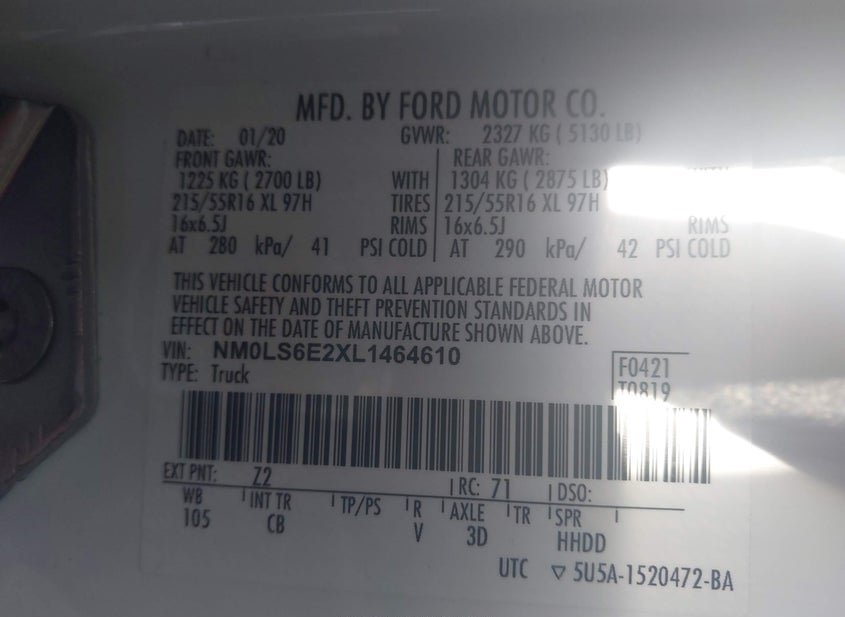 MFD. BY FORD MOTOR CO.
DATE: 01/20 GVWR: 2327 KG ( 5130 LB)
FRONT GAWR: REAR GAWR:
1225 KG ( 2700 LB) WITH 1304 KG ( 2875 LB)
215/55R16 XL 97H TIRES 215/55R16 XL 97H
16x6.5J RIMS 16x6.5J RIMS
AT 280 kPa/ 41 PSI COLD AT 290 kPa/ 42 PSI COLD
THIS VEHICLE CONFORMS TO ALL APPLICABLE FEDERAL MOTOR
VEHICLE SAFETY AND THEFT PREVENTION STANDARDS IN
EFFECT ON THE DATE OF MANUFACTURE SHOWN ABOVE.
VIN: NM0LS6E2XL1464610
TYPE: Truck
F0421
T0819
EXT PNT: Z2 RC: 71 DSO:
WB INT TR TP/PS R AXLE TR SPR
105 CB V 3D HHDD
UTC ▽ 5U5A-1520472-BA